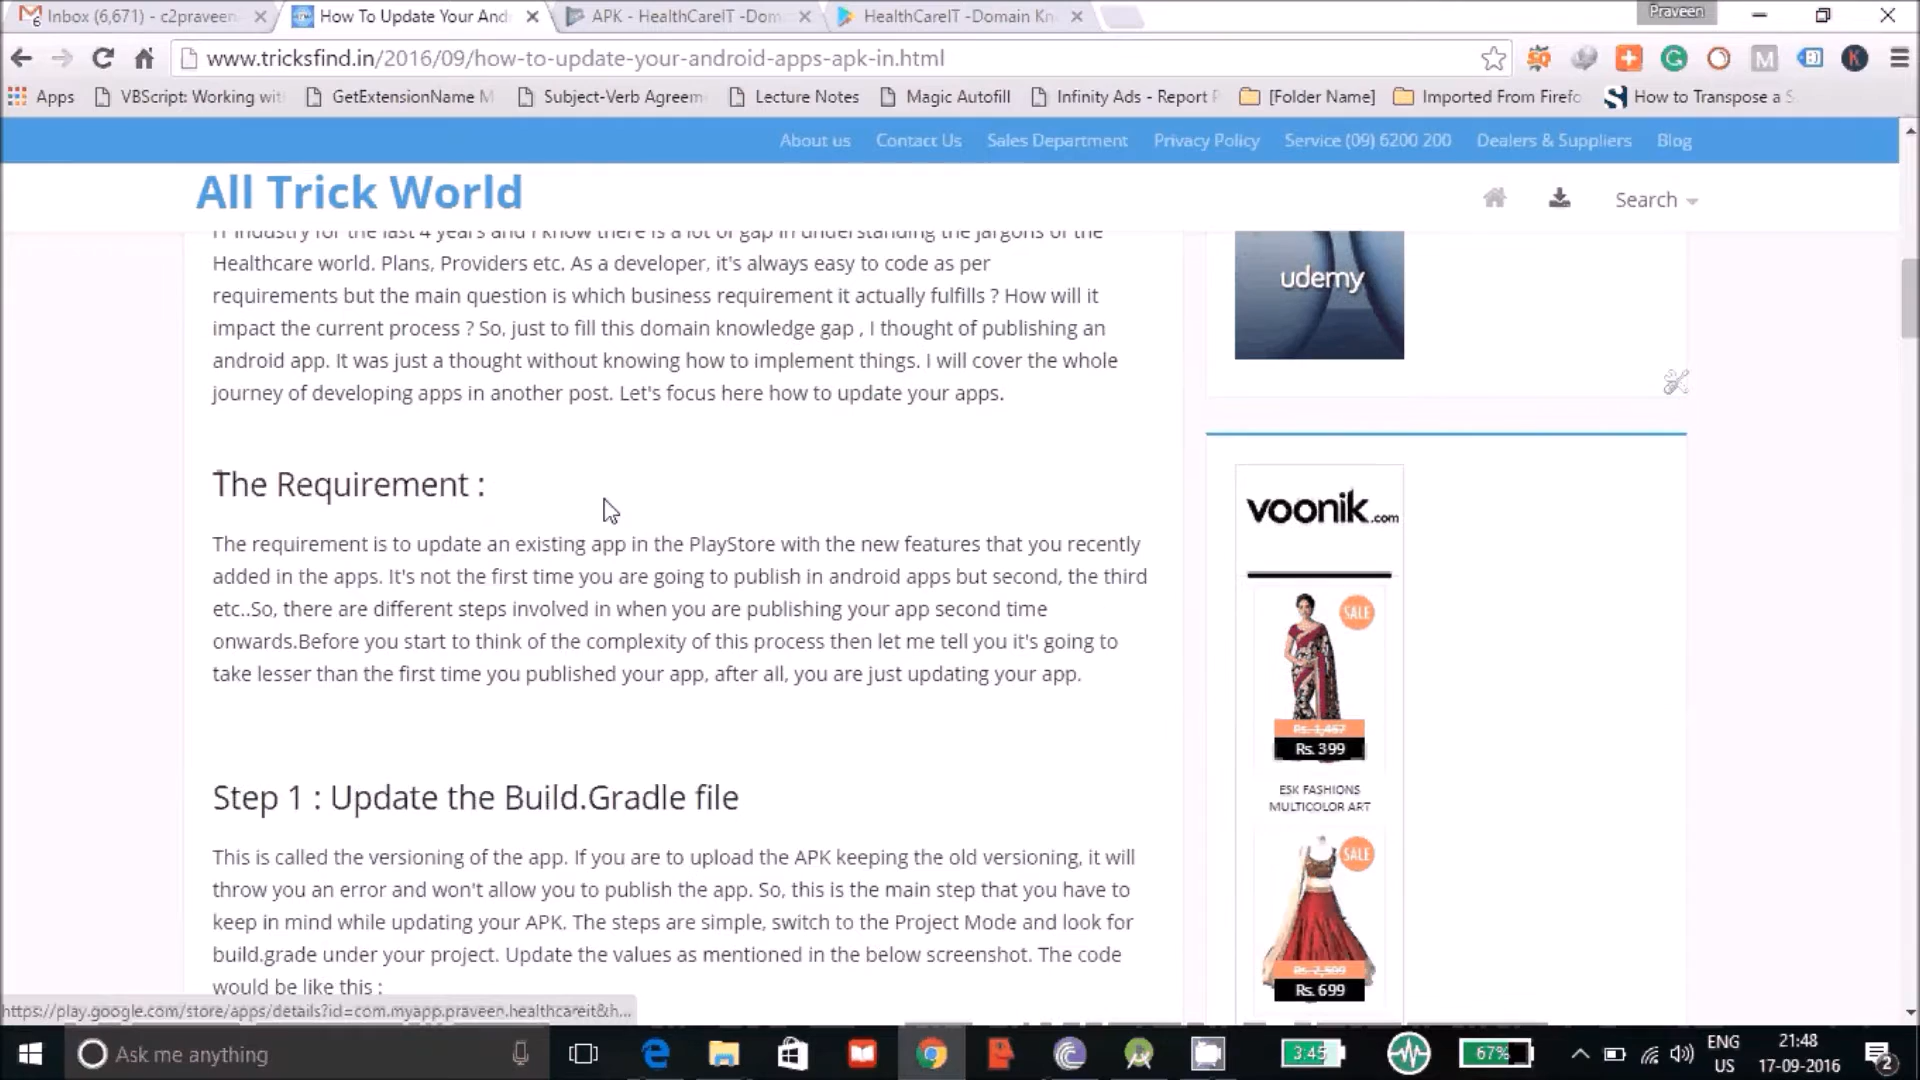 Inbox (6,671) - c2praveen
How To Update Your And
APK - HealthCareIT -Dom
HealthCareIT -Domain Kn
Praveen
www.tricksfind.in/2016/09/how-to-update-your-android-apps-apk-in.html
Apps
VBScript: Working wit
GetExtensionName M
Subject-Verb Agreem
Lecture Notes
Magic Autofill
Infinity Ads - Report P
[Folder Name]
Imported From Firefo
How to Transpose a S
About us
Contact Us
Sales Department
Privacy Policy
Service (09) 6200 200
Dealers & Suppliers
Blog
All Trick World
Search
IT industry for the last 4 years and I know there is a lot of gap in understanding the jargons of the
Healthcare world. Plans, Providers etc. As a developer, it's always easy to code as per
requirements but the main question is which business requirement it actually fulfills ? How will it
impact the current process ? So, just to fill this domain knowledge gap , I thought of publishing an
android app. It was just a thought without knowing how to implement things. I will cover the whole
journey of developing apps in another post. Let's focus here how to update your apps.
The Requirement :
The requirement is to update an existing app in the PlayStore with the new features that you recently
added in the apps. It's not the first time you are going to publish in android apps but second, the third
etc..So, there are different steps involved in when you are publishing your app second time
onwards.Before you start to think of the complexity of this process then let me tell you it's going to
take lesser than the first time you published your app, after all, you are just updating your app.
Step 1 : Update the Build.Gradle file
This is called the versioning of the app. If you are to upload the APK keeping the old versioning, it will
throw you an error and won't allow you to publish the app. So, this is the main step that you have to
keep in mind while updating your APK. The steps are simple, switch to the Project Mode and look for
build.grade under your project. Update the values as mentioned in the below screenshot. The code
would be like this :
udemy
voonik.com
SALE
Rs. 1,467
Rs. 399
ESK FASHIONS
MULTICOLOR ART
SALE
Rs. 2,509
Rs. 699
https://play.google.com/store/apps/details?id=com.myapp.praveen.healthcareit&h...
Ask me anything
3:45
67%
ENG
US
21:48
17-09-2016
2